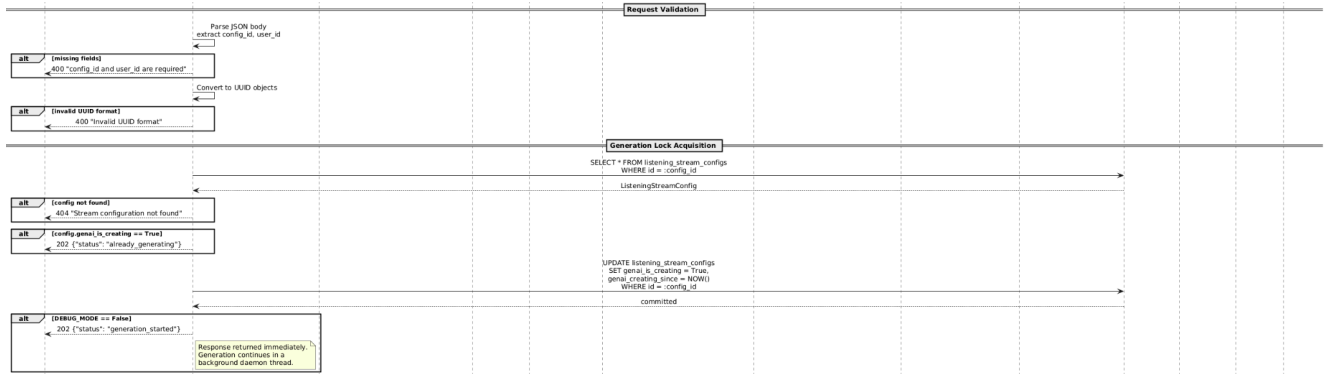 Request Validation
Parse JSON body
extract config_id, user_id
alt [missing fields]
400 "config_id and user_id are required"
Convert to UUID objects
alt [invalid UUID format]
400 "Invalid UUID format"
Generation Lock Acquisition
SELECT * FROM listening_stream_configs
WHERE id = :config_id
ListeningStreamConfig
alt [config not found]
404 "Stream configuration not found"
alt [config.genai_is_creating == True]
202 {"status": "already_generating"}
UPDATE listening_stream_configs
SET genai_is_creating = True,
genai_creating_since = NOW()
WHERE id = :config_id
committed
alt [DEBUG_MODE == False]
202 {"status": "generation_started"}
Response returned immediately.
Generation continues in a
background daemon thread.